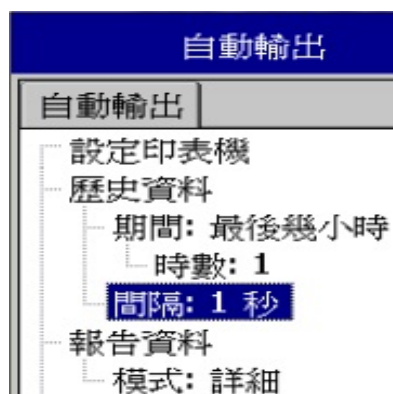 自動輸出
自動輸出
設定印表機
歷史資料
期間: 最後幾小時
時數: 1
間隔: 1 秒
報告資料
模式: 詳細